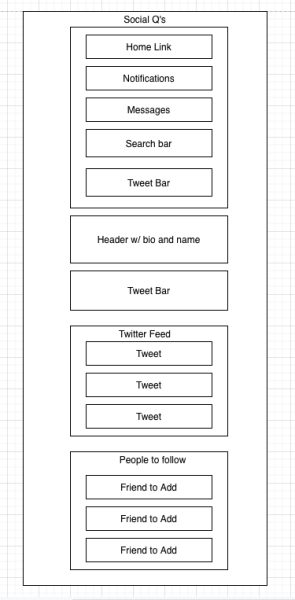 Social Q's
Home Link
Notifications
Messages
Search bar
Tweet Bar
Header w/ bio and name
Tweet Bar
Twitter Feed
Tweet
Tweet
Tweet
People to follow
Friend to Add
Friend to Add
Friend to Add